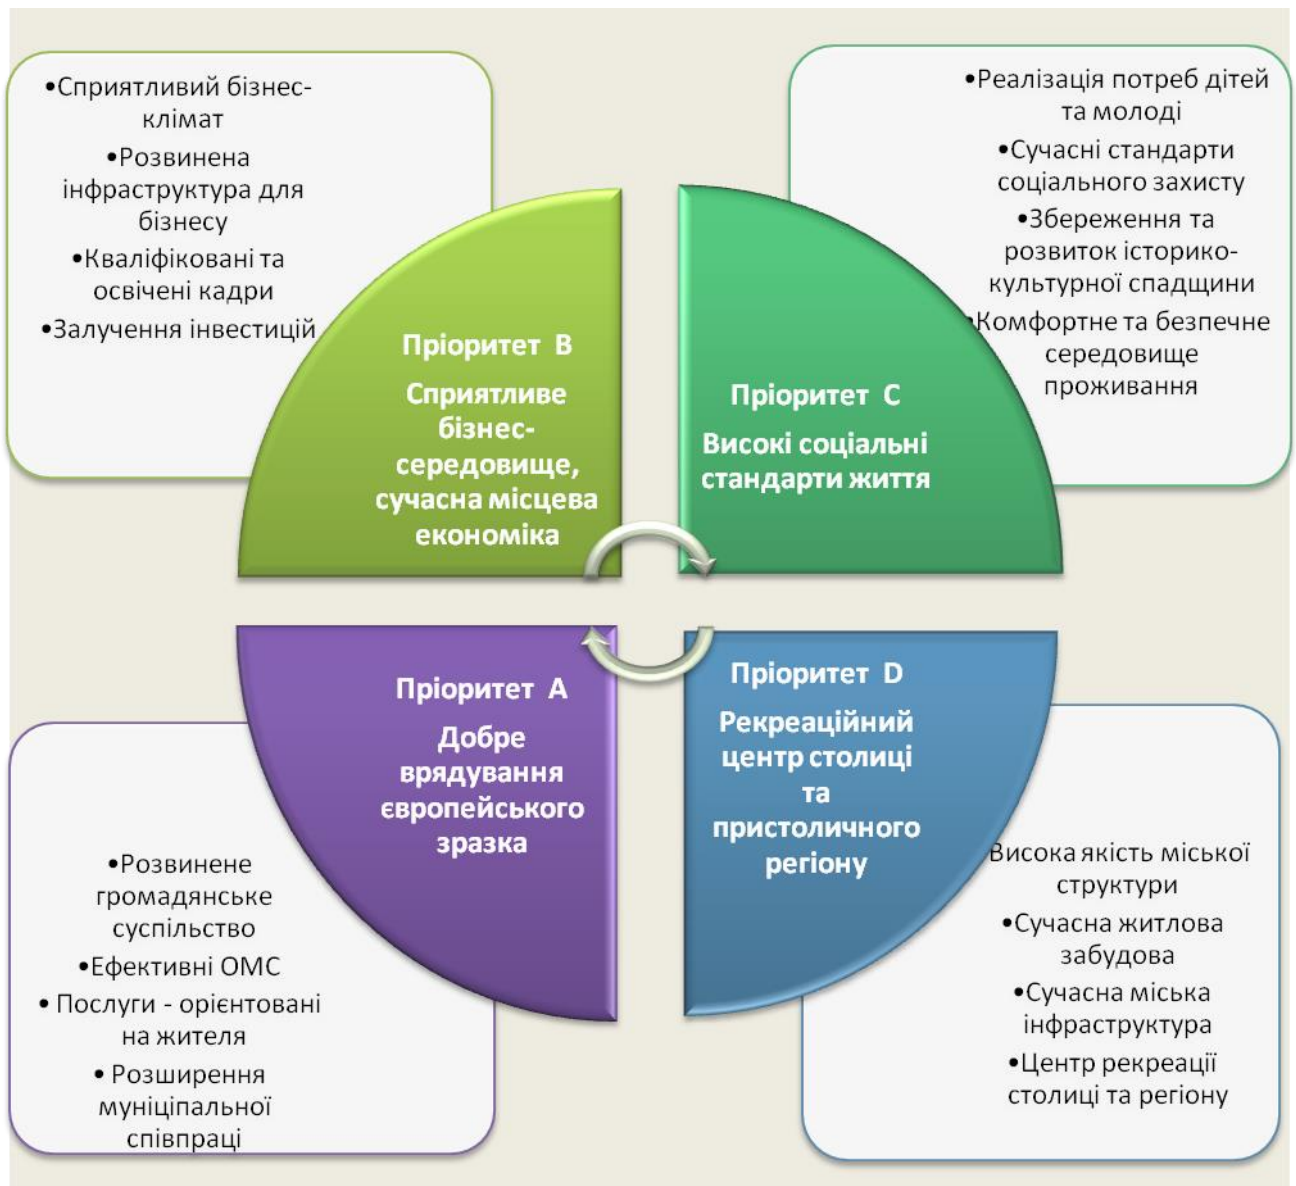 •Сприятливий бізнес-
клімат
•Розвинена
інфраструктура для
бізнесу
•Кваліфіковані та
освічені кадри
•Залучення інвестицій
Пріоритет В
Сприятливе
бізнес-
середовище,
сучасна місцева
економіка
•Реалізація потреб дітей
та молоді
•Сучасні стандарти
соціального захисту
•Збереження та
розвиток історико-
культурної спадщини
•Комфортне та безпечне
середовище
проживання
Пріоритет С
Високі соціальні
стандарти життя
Пріоритет А
Добре
врядування
європейського
зразка
•Розвинене
громадянське
суспільство
•Ефективні ОМС
• Послуги - орієнтовані
на жителя
• Розширення
муніципальної
співпраці
Пріоритет D
Рекреаційний
центр столиці
та
пристоличного
регіону
Висока якість міської
структури
•Сучасна житлова
забудова
•Сучасна міська
інфраструктура
•Центр рекреації
столиці та регіону